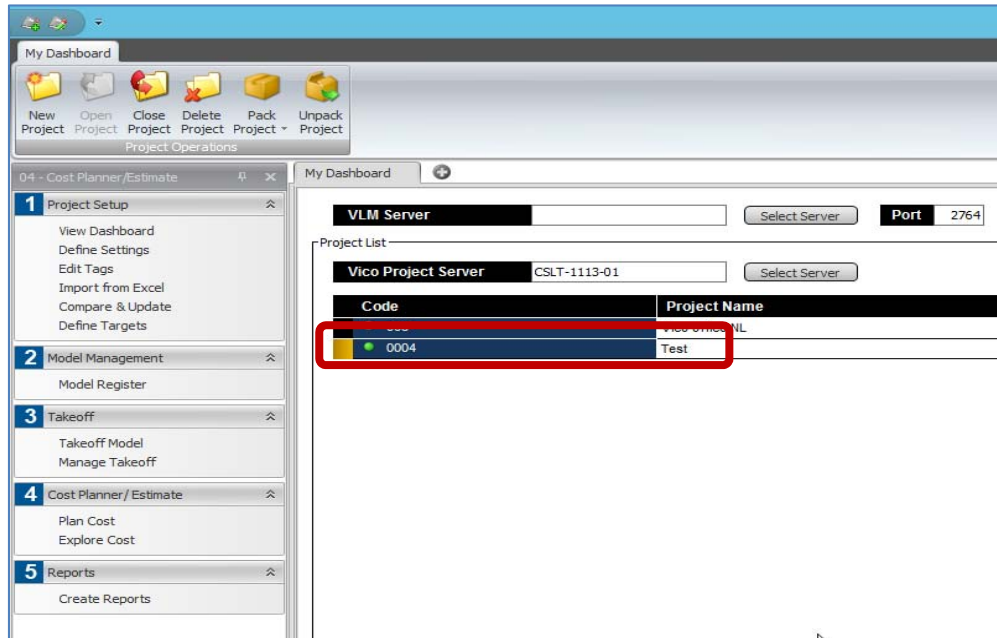 My Dashboard
New Project
Open Project
Close Project
Delete Project
Pack Project
Unpack Project
Project Operations
04 - Cost Planner/Estimate
My Dashboard
1 Project Setup
View Dashboard
Define Settings
Edit Tags
Import from Excel
Compare & Update
Define Targets
2 Model Management
Model Register
3 Takeoff
Takeoff Model
Manage Takeoff
4 Cost Planner/ Estimate
Plan Cost
Explore Cost
5 Reports
Create Reports
VLM Server Select Server Port 2764
Project List
Vico Project Server CSLT-1113-01 Select Server
Code Project Name
NL
0004 Test